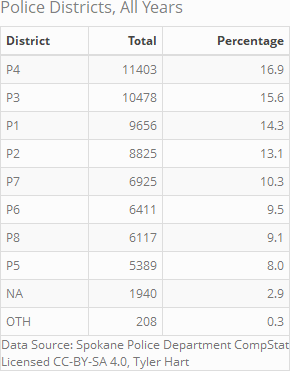 Police Districts, All Years
District Total Percentage
P4 11403 16.9
P3 10478 15.6
P1 9656 14.3
P2 8825 13.1
P7 6925 10.3
P6 6411 9.5
P8 6117 9.1
P5 5389 8.0
NA 1940 2.9
OTH 208 0.3
Data Source: Spokane Police Department CompStat
Licensed CC-BY-SA 4.0, Tyler Hart